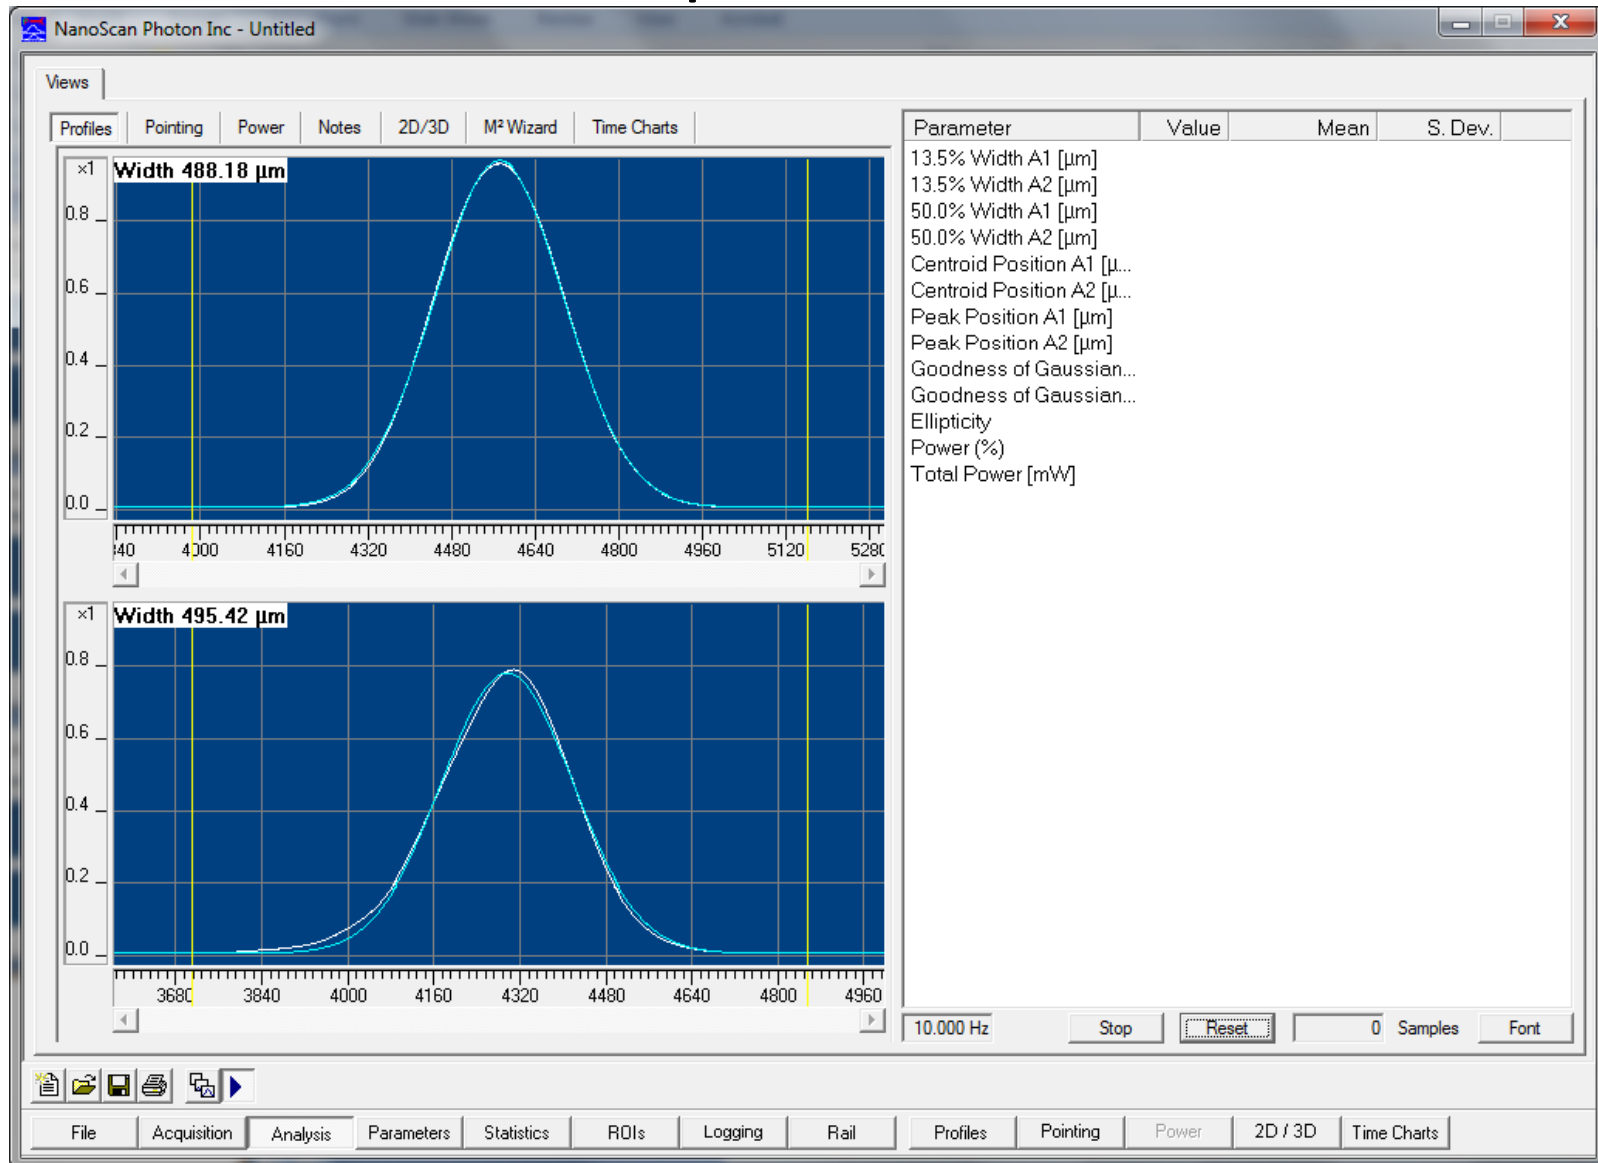 NanoScan Photon Inc - Untitled
Views
Profiles Pointing Power Notes 2D/3D M² Wizard Time Charts
×1 Width 488.18 µm
0.8
0.6
0.4
0.2
0.0
4000 4160 4320 4480 4640 4800 4960 5120 5280
×1 Width 495.42 µm
0.8
0.6
0.4
0.2
0.0
3680 3840 4000 4160 4320 4480 4640 4800 4960
Parameter Value Mean S. Dev.
13.5% Width A1 [µm]
13.5% Width A2 [µm]
50.0% Width A1 [µm]
50.0% Width A2 [µm]
Centroid Position A1 [µ...
Centroid Position A2 [µ...
Peak Position A1 [µm]
Peak Position A2 [µm]
Goodness of Gaussian...
Goodness of Gaussian...
Ellipticity
Power (%)
Total Power [mW]
10.000 Hz Stop Reset 0 Samples Font
File Acquisition Analysis Parameters Statistics ROIs Logging Rail Profiles Pointing Power 2D / 3D Time Charts